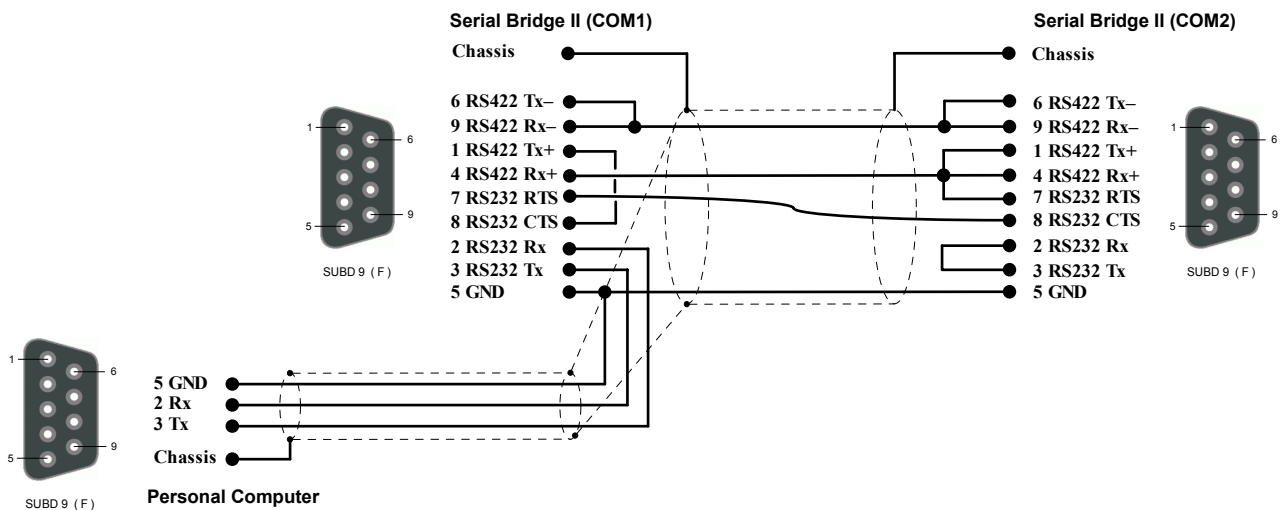 Serial Bridge II (COM1)
Chassis
6 RS422 Tx–
9 RS422 Rx–
1 RS422 Tx+
4 RS422 Rx+
7 RS232 RTS
8 RS232 CTS
2 RS232 Rx
3 RS232 Tx
5 GND
1
6
5
9
SUBD 9 ( F )
Serial Bridge II (COM2)
Chassis
6 RS422 Tx–
9 RS422 Rx–
1 RS422 Tx+
4 RS422 Rx+
7 RS232 RTS
8 RS232 CTS
2 RS232 Rx
3 RS232 Tx
5 GND
1
6
5
9
SUBD 9 ( F )
1
6
5
9
SUBD 9 ( F )
5 GND
2 Rx
3 Tx
Chassis
Personal Computer